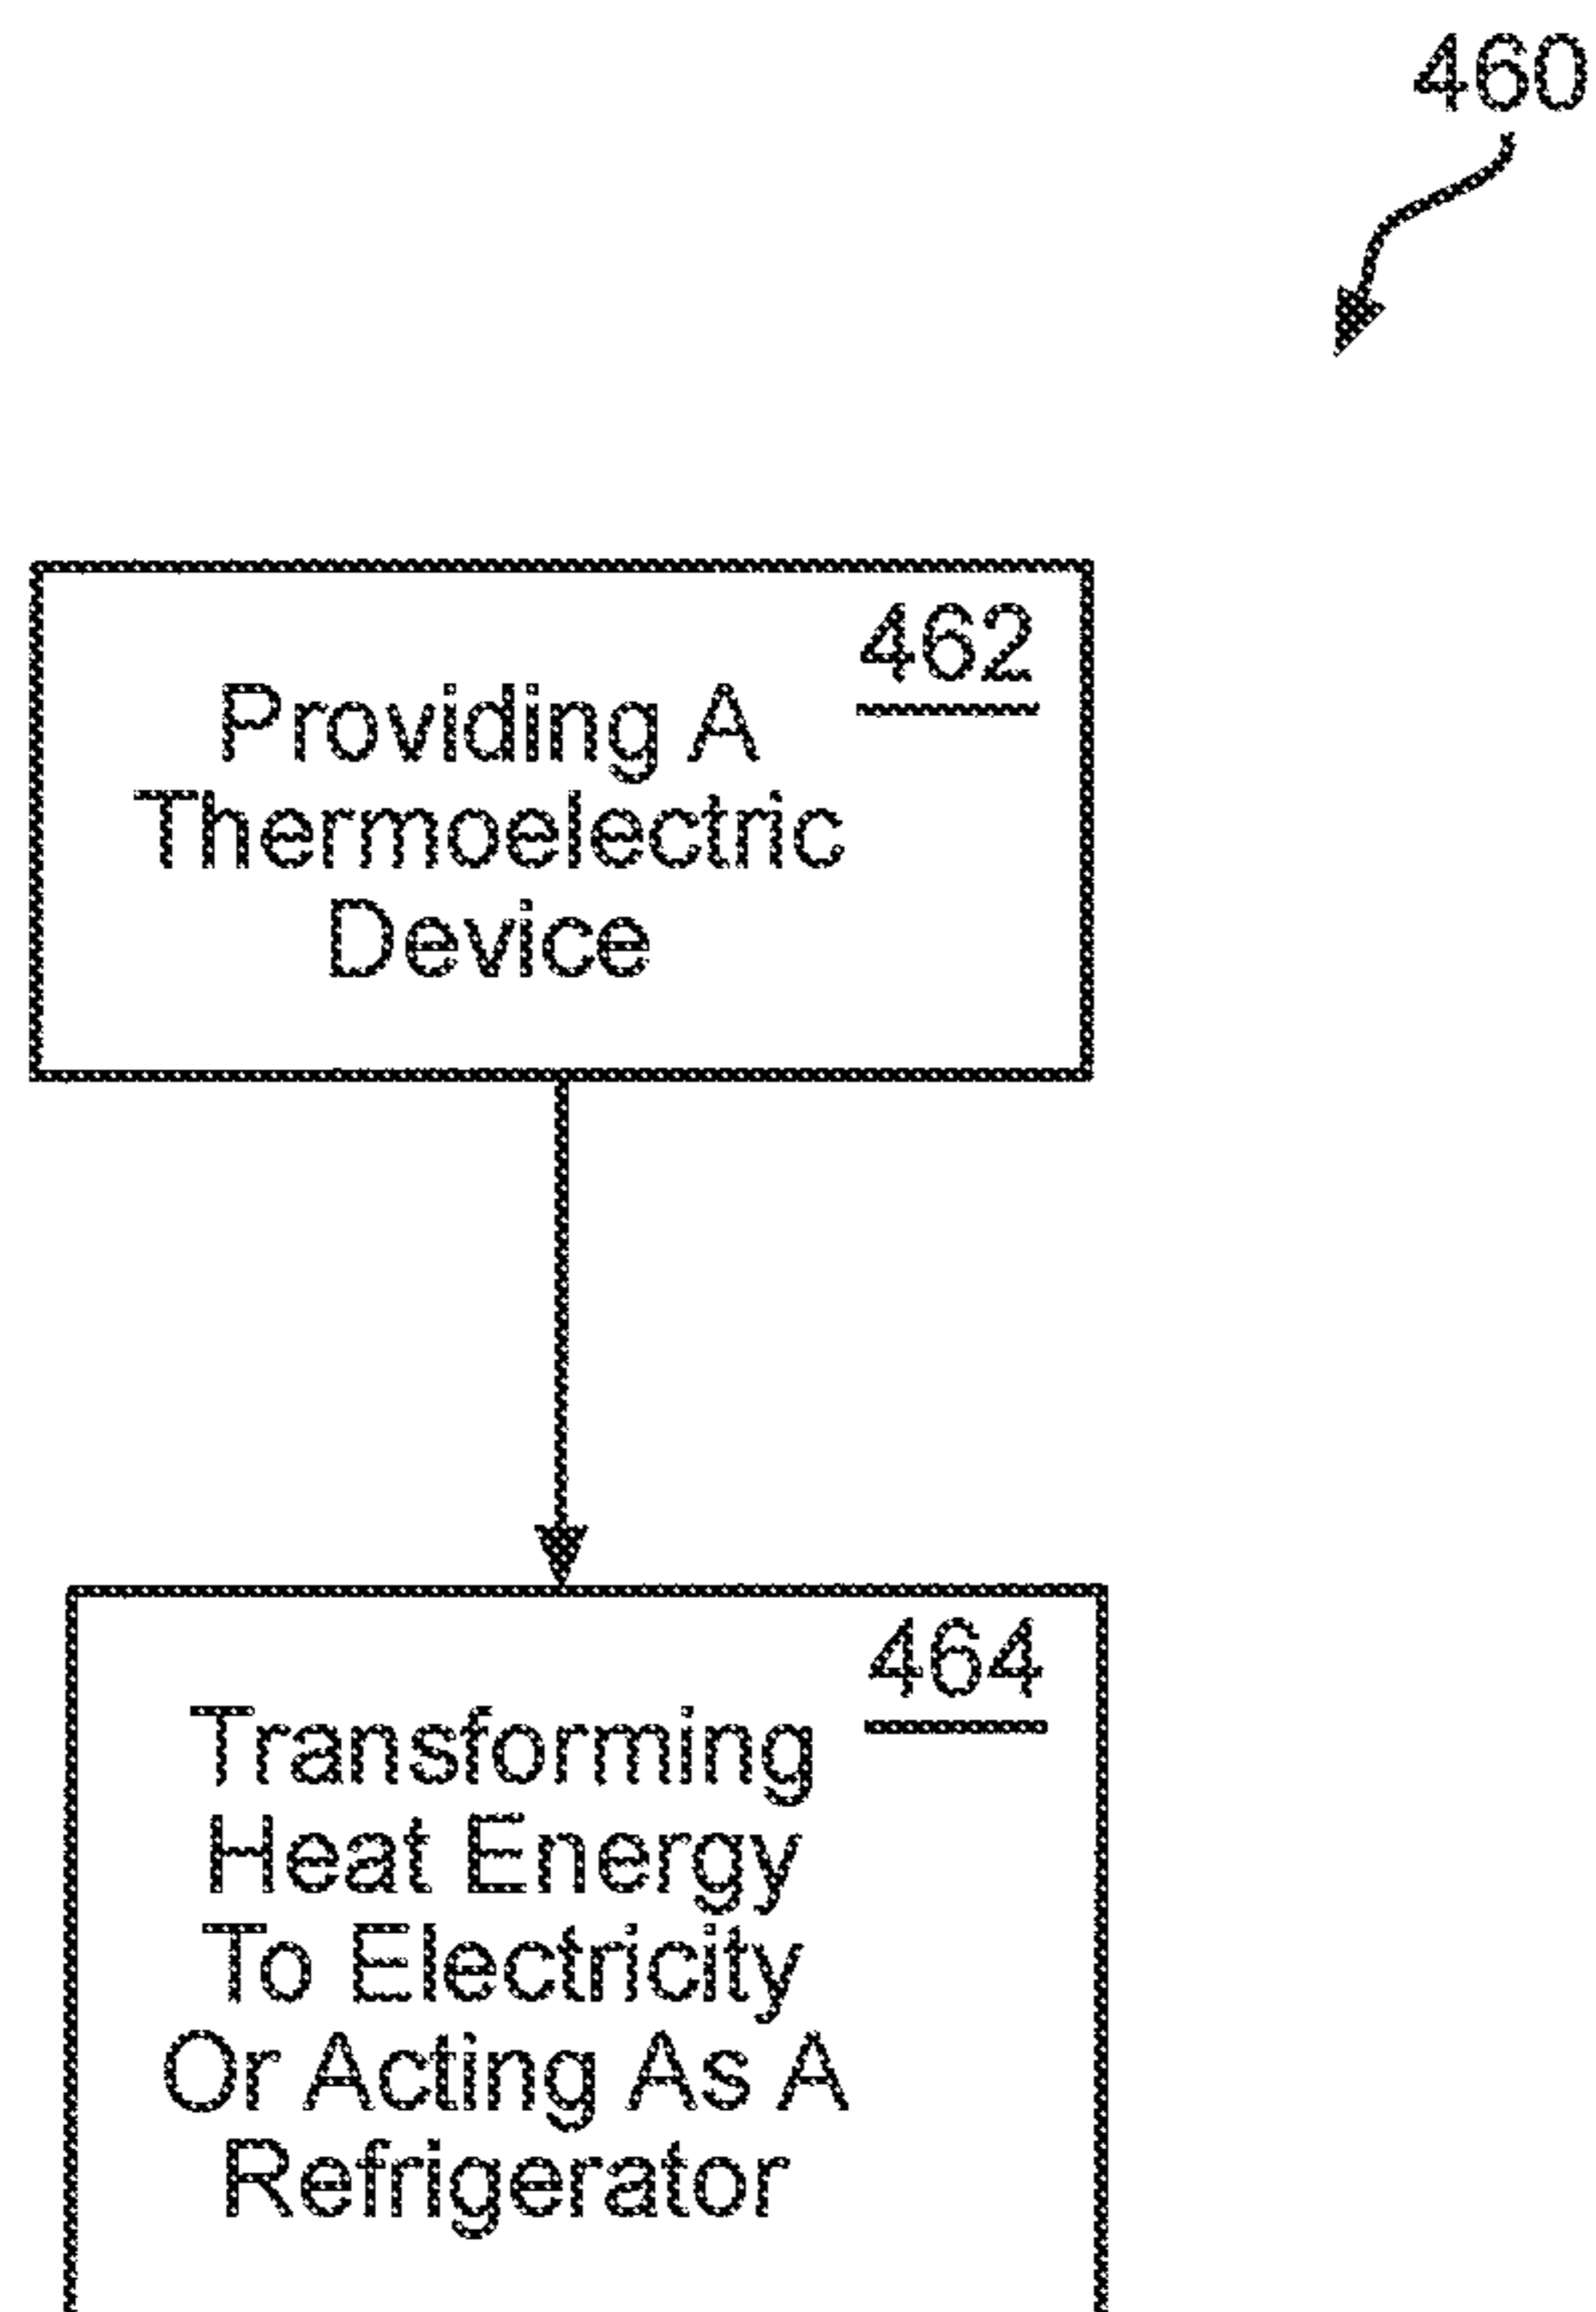 460
462
Providing A
Thermoelectric
Device
464
Transforming
Heat Energy
To Electricity
Or Acting As A
Refrigerator